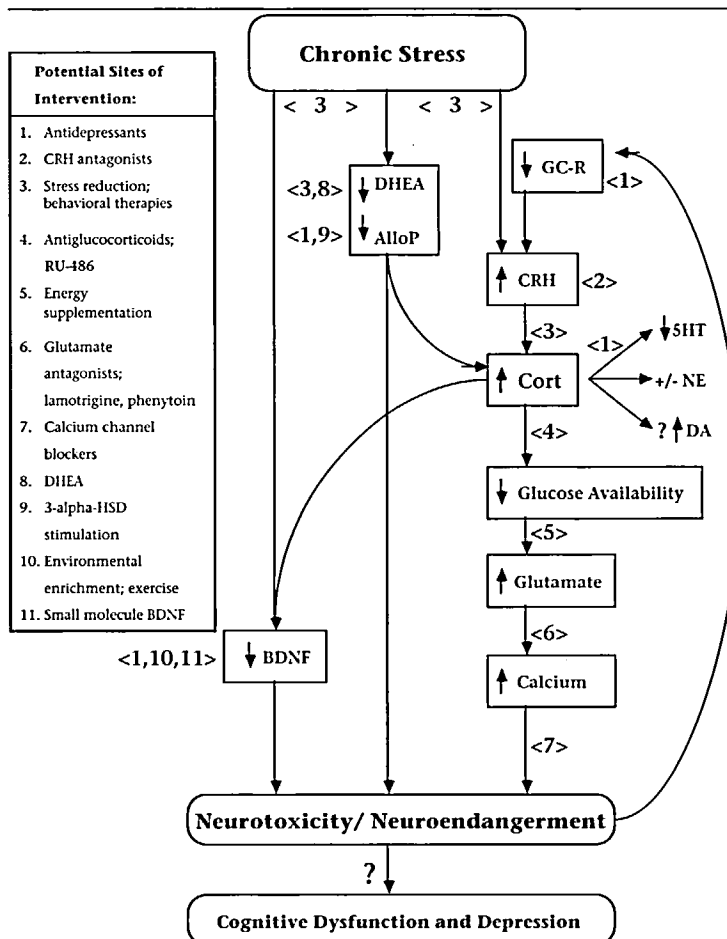 Chronic Stress
Potential Sites of
Intervention:
1. Antidepressants
2. CRH antagonists
3. Stress reduction;
behavioral therapies
4. Antiglucocorticoids;
RU-486
5. Energy
supplementation
6. Glutamate
antagonists;
lamotrigine, phenytoin
7. Calcium channel
blockers
8. DHEA
9. 3-alpha-HSD
stimulation
10. Environmental
enrichment; exercise
11. Small molecule BDNF
< 3 >
< 3 >
<3,8>
↓ DHEA
<1,9>
↓ AlloP
↓ GC-R
<1>
↑ CRH
<2>
<3>
↑ Cort
<1>
↓ 5HT
+/- NE
? ↑ DA
<4>
↓ Glucose Availability
<5>
↑ Glutamate
<6>
↑ Calcium
<7>
<1,10,11>
↓ BDNF
Neurotoxicity/ Neuroendangerment
?
Cognitive Dysfunction and Depression